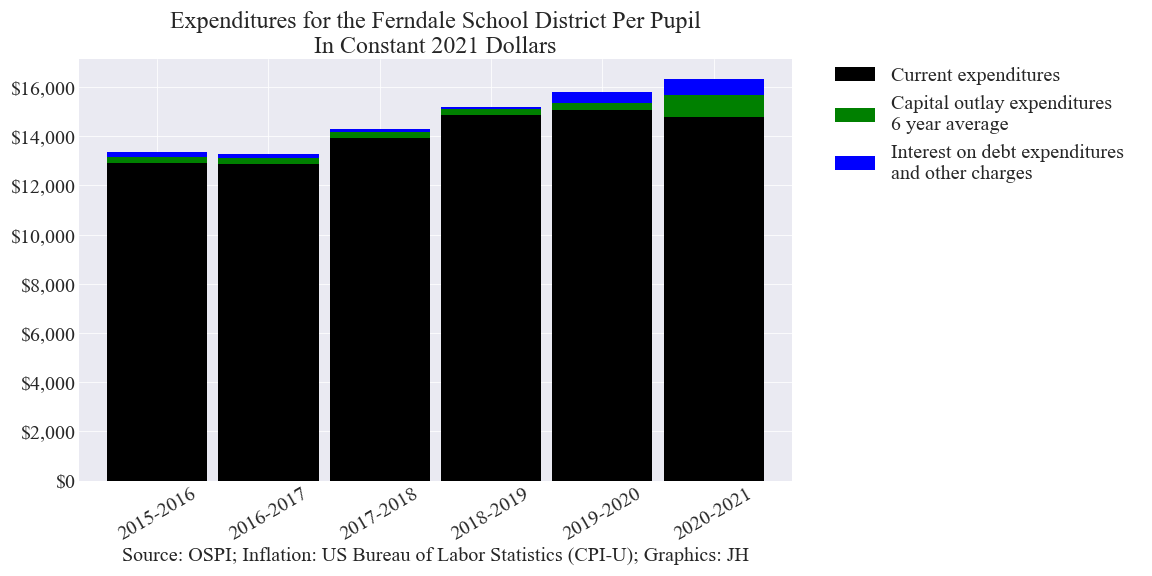 Expenditures for the Ferndale School District Per Pupil
In Constant 2021 Dollars
$16,000
$14,000
$12,000
$10,000
$8,000
$6,000
$4,000
$2,000
$0
2015-2016
2016-2017
2017-2018
2018-2019
2019-2020
2020-2021
Source: OSPI; Inflation: US Bureau of Labor Statistics (CPI-U); Graphics: JH
Current expenditures
Capital outlay expenditures
6 year average
Interest on debt expenditures
and other charges